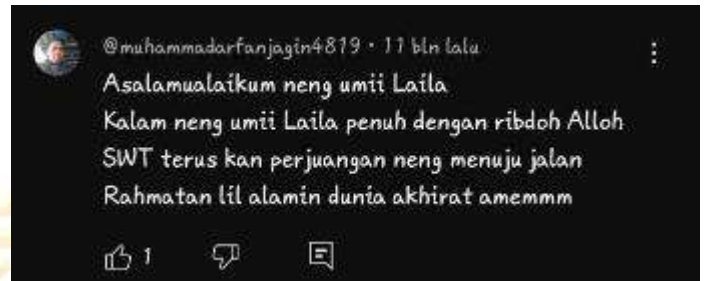 @muhammadarfanjagin4819 • 11 bln lalu
Asalamualaikum neng umii Laila
Kalam neng umii Laila penuh dengan ribdoh Alloh
SWT terus kan perjuangan neng menuju jalan
Rahmatan lil alamin dunia akhirat amemmm
1